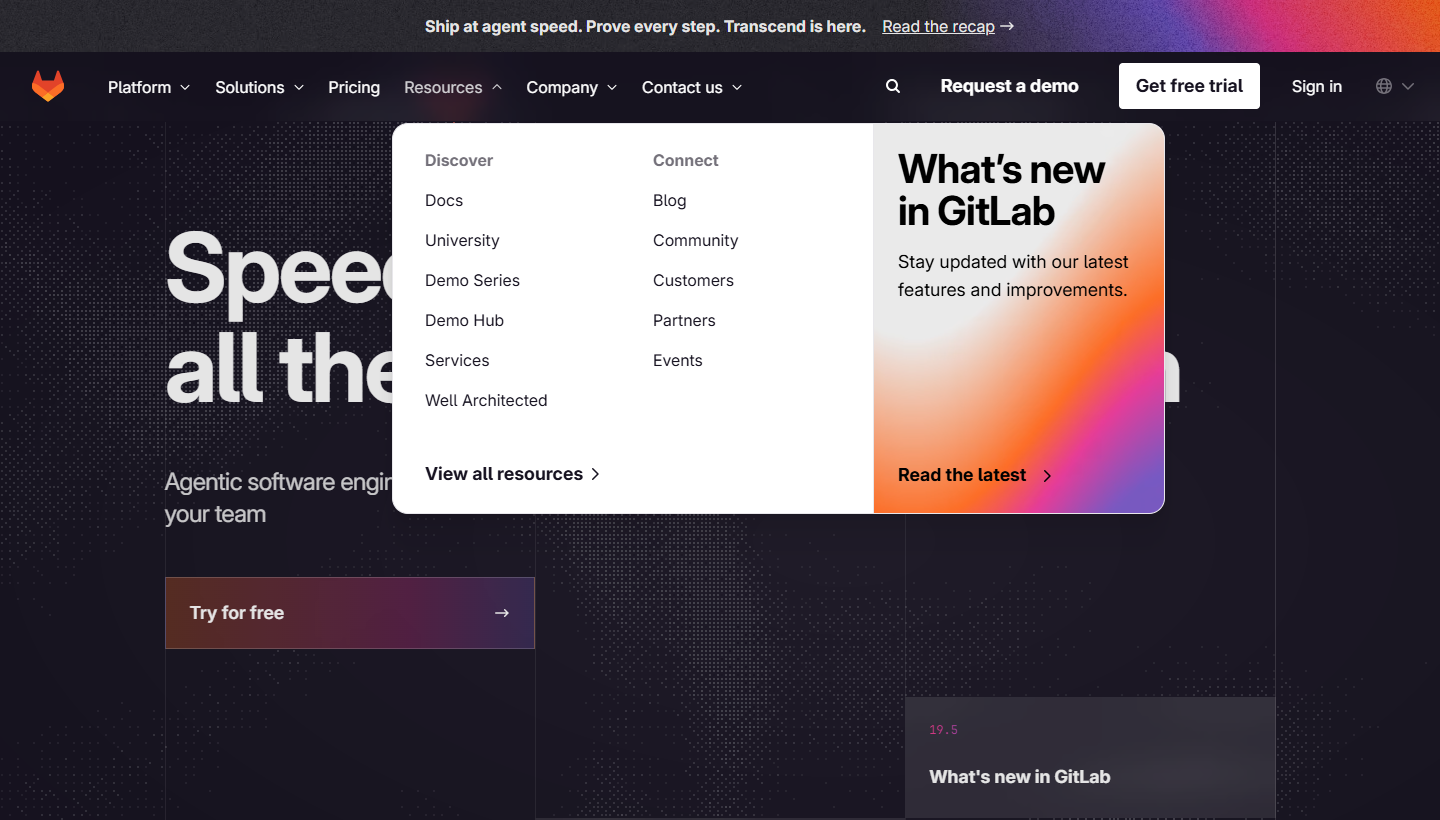 Ship at agent speed. Prove every step. Transcend is here. Read the recap →
Platform
Solutions
Pricing
Resources
Company
Contact us
Request a demo
Get free trial
Sign in
Discover
Docs
University
Demo Series
Demo Hub
Services
Well Architected
View all resources
Connect
Blog
Community
Customers
Partners
Events
What’s new
in GitLab
Stay updated with our latest
features and improvements.
Read the latest
all
your team
Try for free →
19.5
What's new in GitLab
Agentic software